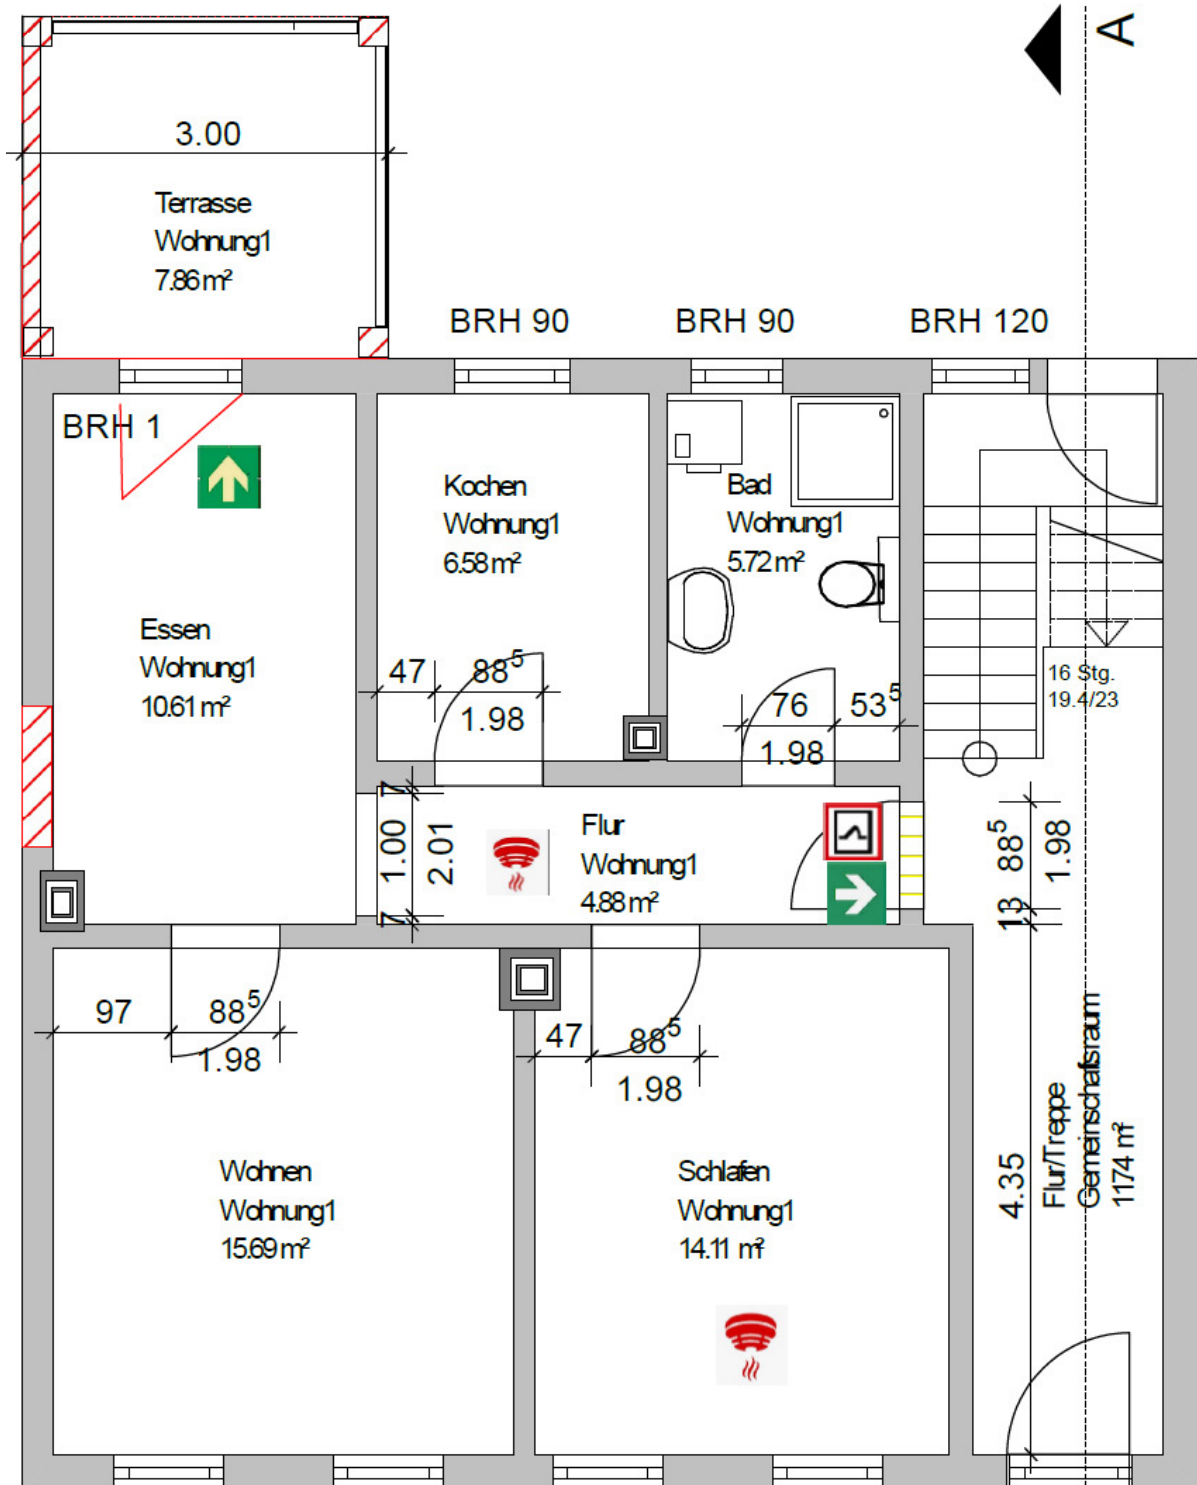 A
3.00
Terrasse
Wohnung1
7.86 m²
BRH 90
BRH 90
BRH 120
BRH 1
Kochen
Wohnung1
6.58 m²
Bad
Wohnung1
5.72 m²
Essen
Wohnung1
10.61 m²
47
88⁵
1.98
76
53⁵
1.98
16 Stg.
19.4/23
7
1.00
2.01
7
Flur
Wohnung1
4.88 m²
88⁵
1.98
13
97
88⁵
1.98
47
88⁵
1.98
Wohnen
Wohnung1
15.69 m²
Schlafen
Wohnung1
14.11 m²
4.35
Flur/Treppe
Gemeinschaftsraum
11.74 m²